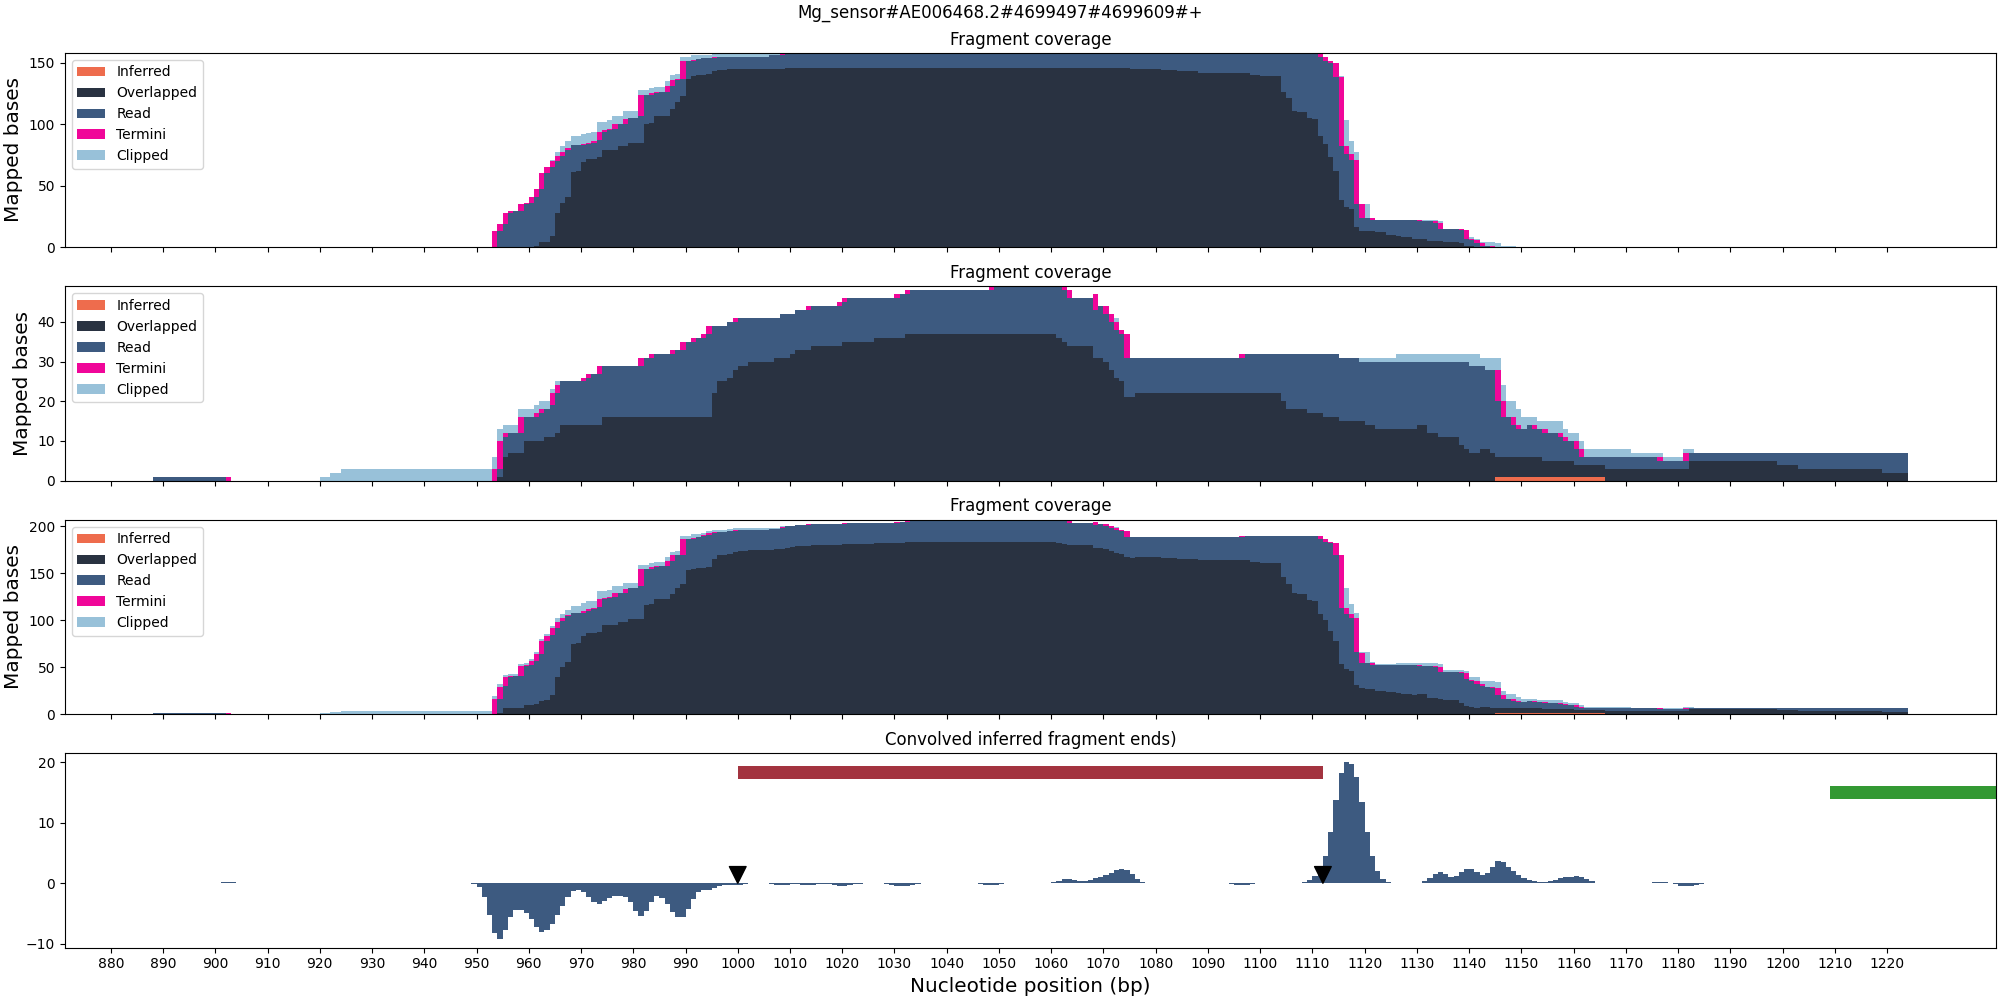 Mg_sensor#AE006468.2#4699497#4699609#+
Fragment coverage
Mapped bases
150
100
50
0
Inferred
Overlapped
Read
Termini
Clipped
Fragment coverage
Mapped bases
40
30
20
10
0
Inferred
Overlapped
Read
Termini
Clipped
Fragment coverage
Mapped bases
200
150
100
50
0
Inferred
Overlapped
Read
Termini
Clipped
Convolved inferred fragment ends)
20
10
0
−10
880 890 900 910 920 930 940 950 960 970 980 990 1000 1010 1020 1030 1040 1050 1060 1070 1080 1090 1100 1110 1120 1130 1140 1150 1160 1170 1180 1190 1200 1210 1220
Nucleotide position (bp)